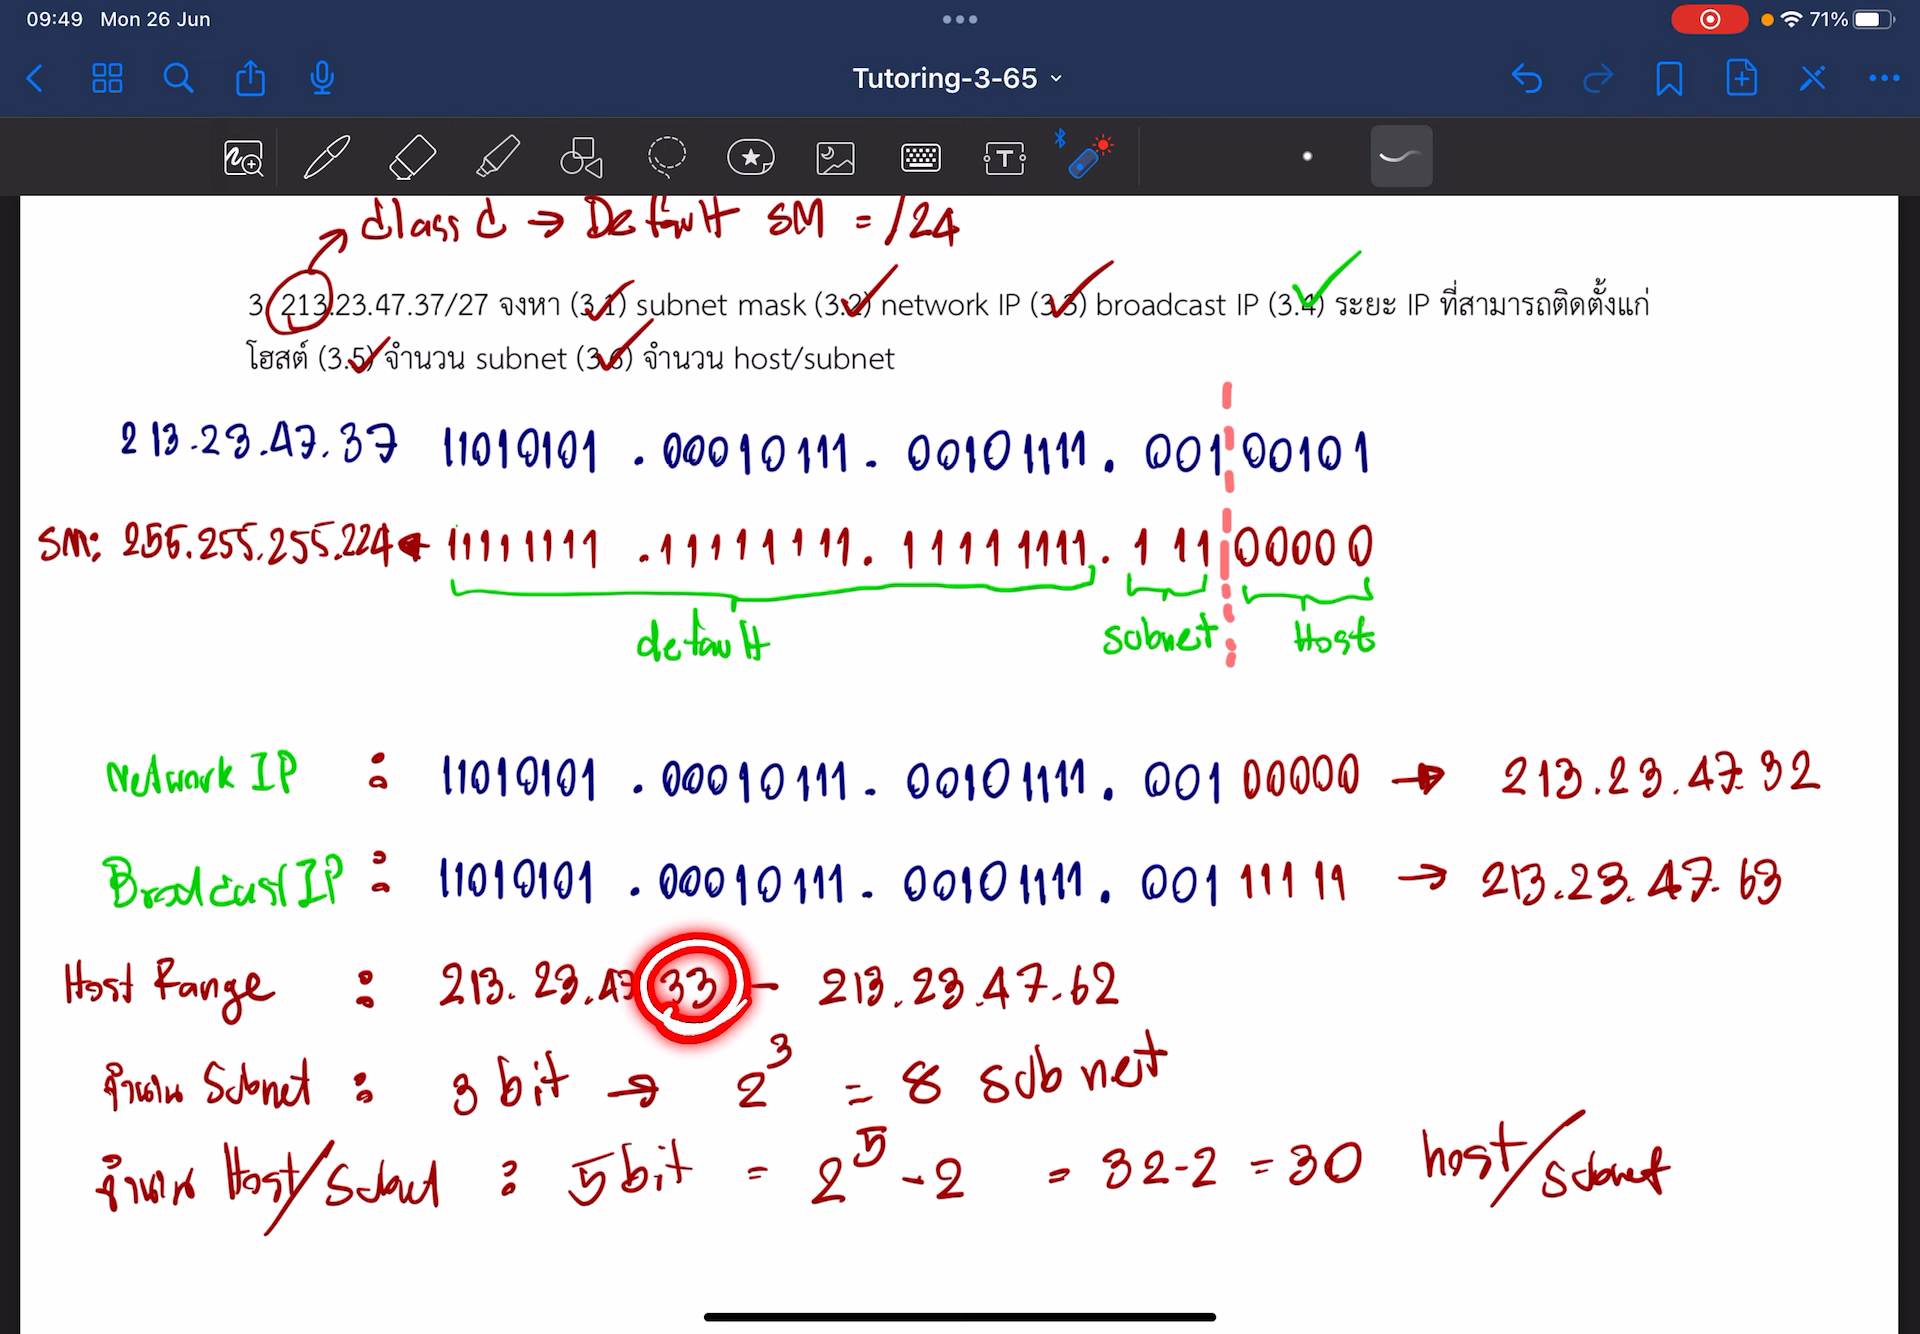 09:49 Mon 26 Jun
71%
Tutoring-3-65
Class C → Default SM = /24
3. 213.23.47.37/27 จงหา (3.1) subnet mask (3.2) network IP (3.3) broadcast IP (3.4) ระยะ IP ที่สามารถติดตั้งแก่
โฮสต์ (3.5) จำนวน subnet (3.6) จำนวน host/subnet
213.23.47.37 11010101 . 00010111 . 00101111 . 001 00101
SM: 255.255.255.224 ← 11111111 . 11111111 . 11111111 . 111 00000
default subnet Host
Network IP : 11010101 . 00010111 . 00101111 . 001 00000 → 213.23.47.32
Broadcast IP : 11010101 . 00010111 . 00101111 . 001 11111 → 213.23.47.63
Host Range : 213.23.47.33 - 213.23.47.62
จำนวน Subnet : 3 bit → 2³ = 8 subnet
จำนวน Host/Subnet : 5 bit = 2⁵ - 2 = 32-2 = 30 host/subnet